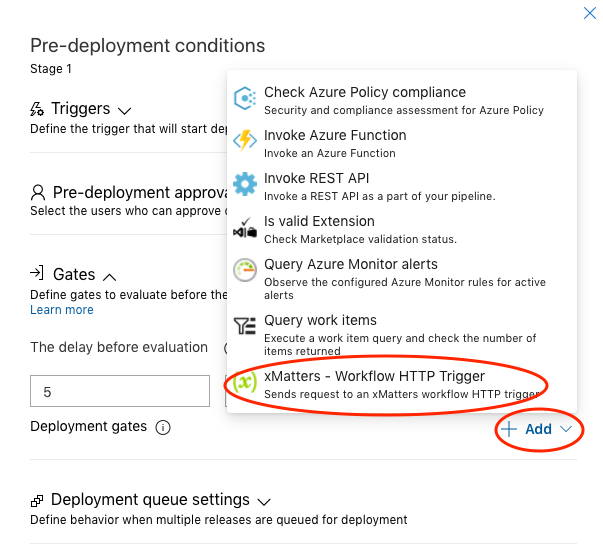 Pre-deployment conditions
Stage 1
Triggers
Define the trigger that will start
Pre-deployment
Select the users who can approve
Gates
Define gates to evaluate before the
Learn more
The delay before evaluation
5
Deployment gates
Check Azure Policy compliance
Security and compliance assessment for Azure Policy
Invoke Azure Function
Invoke an Azure Function
Invoke REST API
Invoke a REST API as a part of your pipeline.
Is valid Extension
Check Marketplace validation status.
Query Azure Monitor alerts
Observe the configured Azure Monitor rules for active
alerts
Query work items
Execute a work item query and check the number of
items returned
xMatters - Workflow HTTP Trigger
Sends request to an xMatters workflow HTTP trigger
Add
Deployment queue settings
Define behavior when multiple releases are queued for deployment